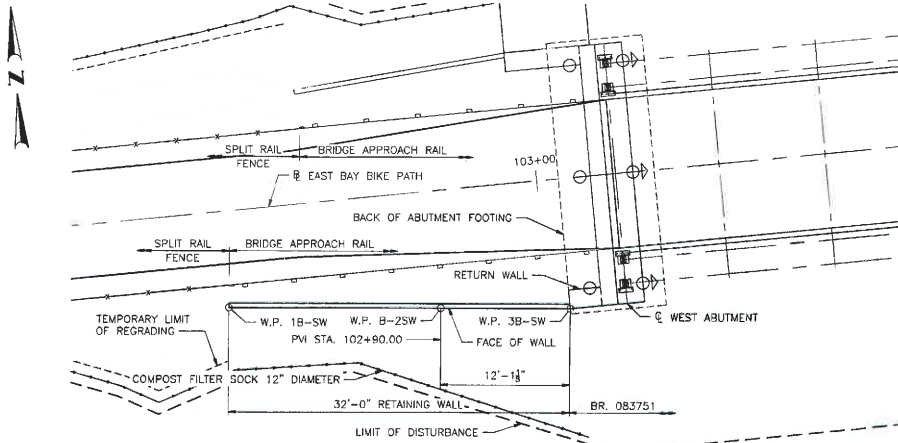 N
SPLIT RAIL
FENCE
BRIDGE APPROACH RAIL
103+00
℄ EAST BAY BIKE PATH
BACK OF ABUTMENT FOOTING
SPLIT RAIL
FENCE
BRIDGE APPROACH RAIL
RETURN WALL
TEMPORARY LIMIT
OF REGRADING
W.P. 1B-SW
W.P. B-2SW
W.P. 3B-SW
℄ WEST ABUTMENT
PVI STA. 102+90.00
FACE OF WALL
COMPOST FILTER SOCK 12" DIAMETER
32'-0" RETAINING WALL
BR. 083751
LIMIT OF DISTURBANCE